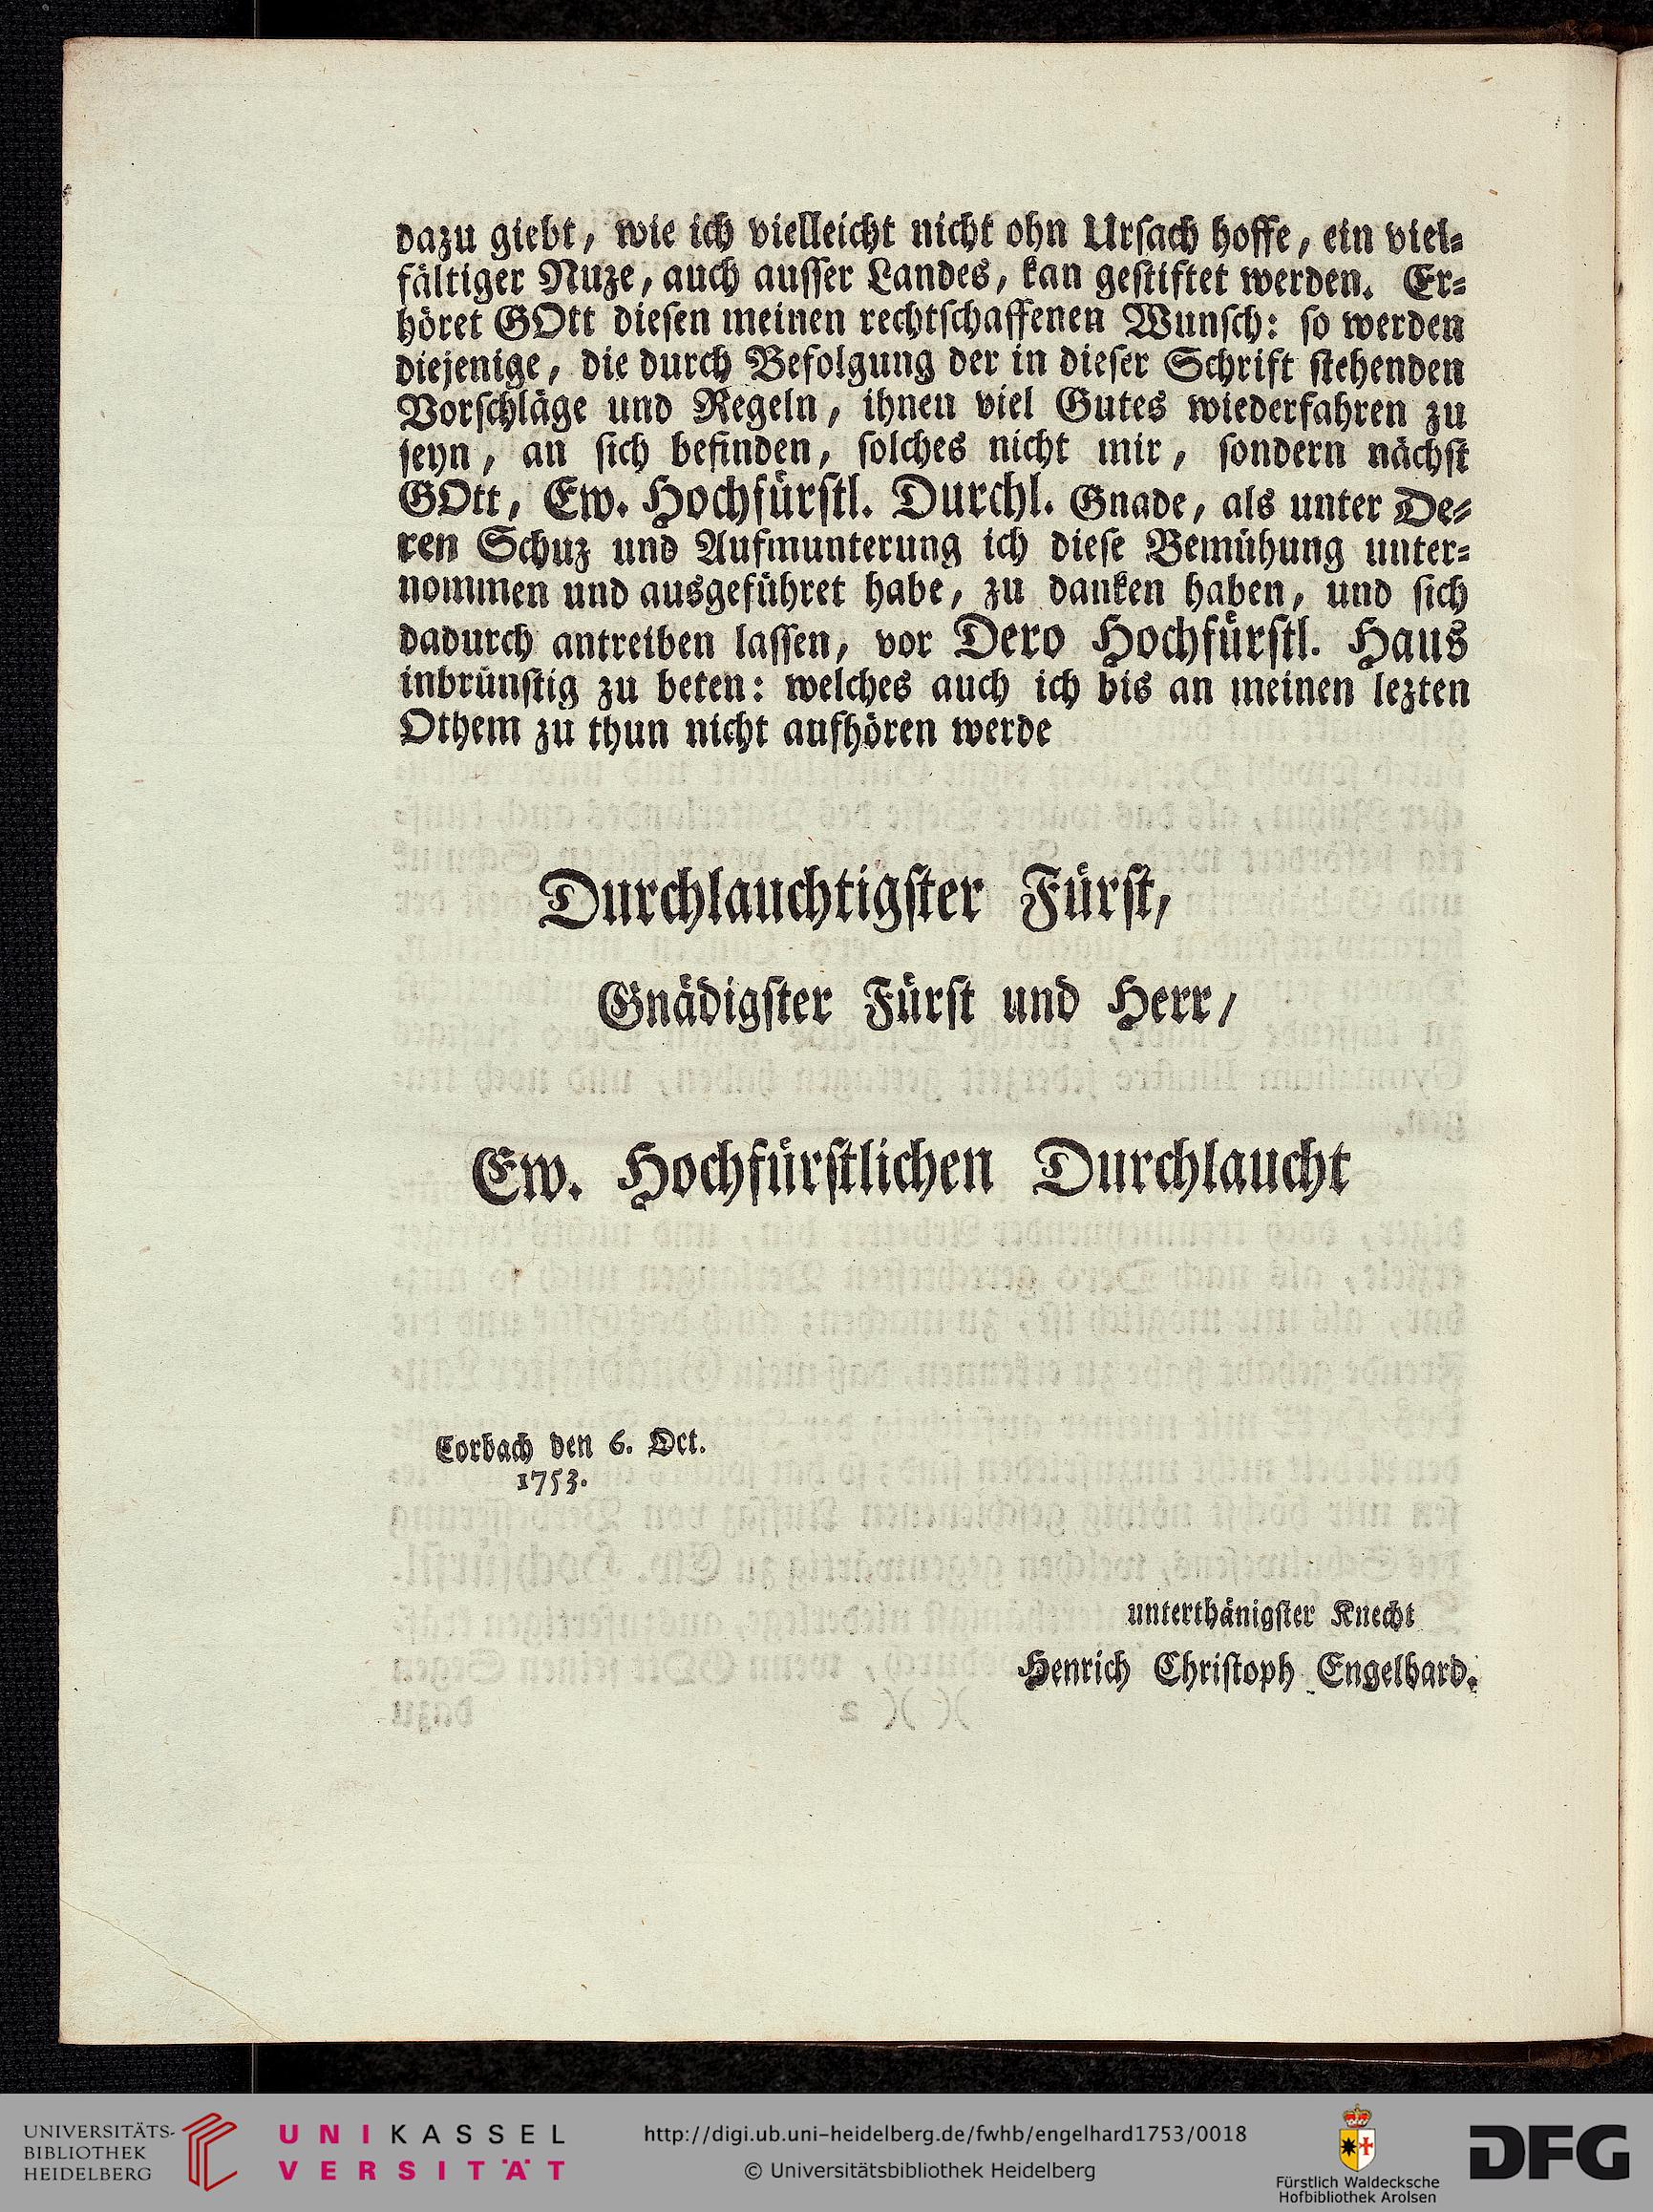 dazu giebt, wie ich vielleicht nicht ohn Ursach hoffe, ein viel-
fältiger Nuze, auch ausser Landes, kan gestiftet werden. Er-
höret GOtt diesen meinen rechtschaffenen Wunsch: so werden
diejenige, die durch Befolgung der in dieser Schrift stehenden
Vorschläge und Regeln, ihnen viel Gutes wiederfahren zu
seyn, an sich befinden, solches nicht mir, sondern nächst
GOtt, Ew. Hochfürstl. Durchl. Gnade, als unter De-
ren Schuz und Aufmunterung ich diese Bemühung unter-
nommen und ausgeführet habe, zu danken haben, und sich
dadurch antreiben lassen, vor Dero Hochfürstl. Haus
inbrünstig zu beten: welches auch ich bis an meinen lezten
Othem zu thun nicht aufhören werde
Durchlauchtigster Fürst,
Gnädigster Fürst und Herr,
Ew. Hochfürstlichen Durchlaucht
Corbach den 6. Oct.
1753.
unterthänigster Knecht
Henrich Christoph Engelhard.
UNIVERSITÄTS-
BIBLIOTHEK
HEIDELBERG
UNIKASSEL
VERSITÄT
http://digi.ub.uni-heidelberg.de/fwhb/engelhard1753/0018
© Universitätsbibliothek Heidelberg
Fürstlich Waldecksche
Hofbibliothek Arolsen
DFG